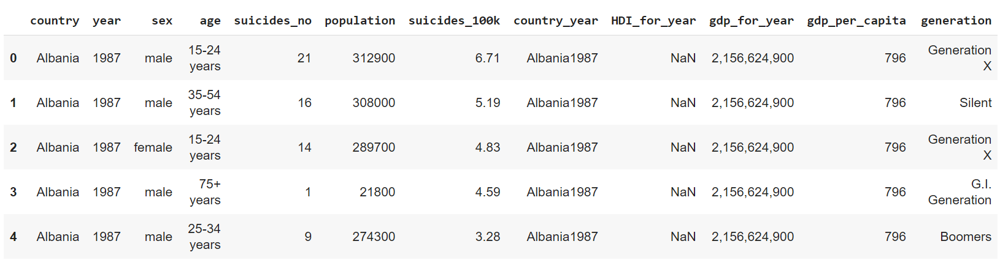 country year sex age suicides_no population suicides_100k country_year HDI_for_year gdp_for_year gdp_per_capita generation
0 Albania 1987 male 15-24 years 21 312900 6.71 Albania1987 NaN 2,156,624,900 796 Generation X
1 Albania 1987 male 35-54 years 16 308000 5.19 Albania1987 NaN 2,156,624,900 796 Silent
2 Albania 1987 female 15-24 years 14 289700 4.83 Albania1987 NaN 2,156,624,900 796 Generation X
3 Albania 1987 male 75+ years 1 21800 4.59 Albania1987 NaN 2,156,624,900 796 G.I. Generation
4 Albania 1987 male 25-34 years 9 274300 3.28 Albania1987 NaN 2,156,624,900 796 Boomers